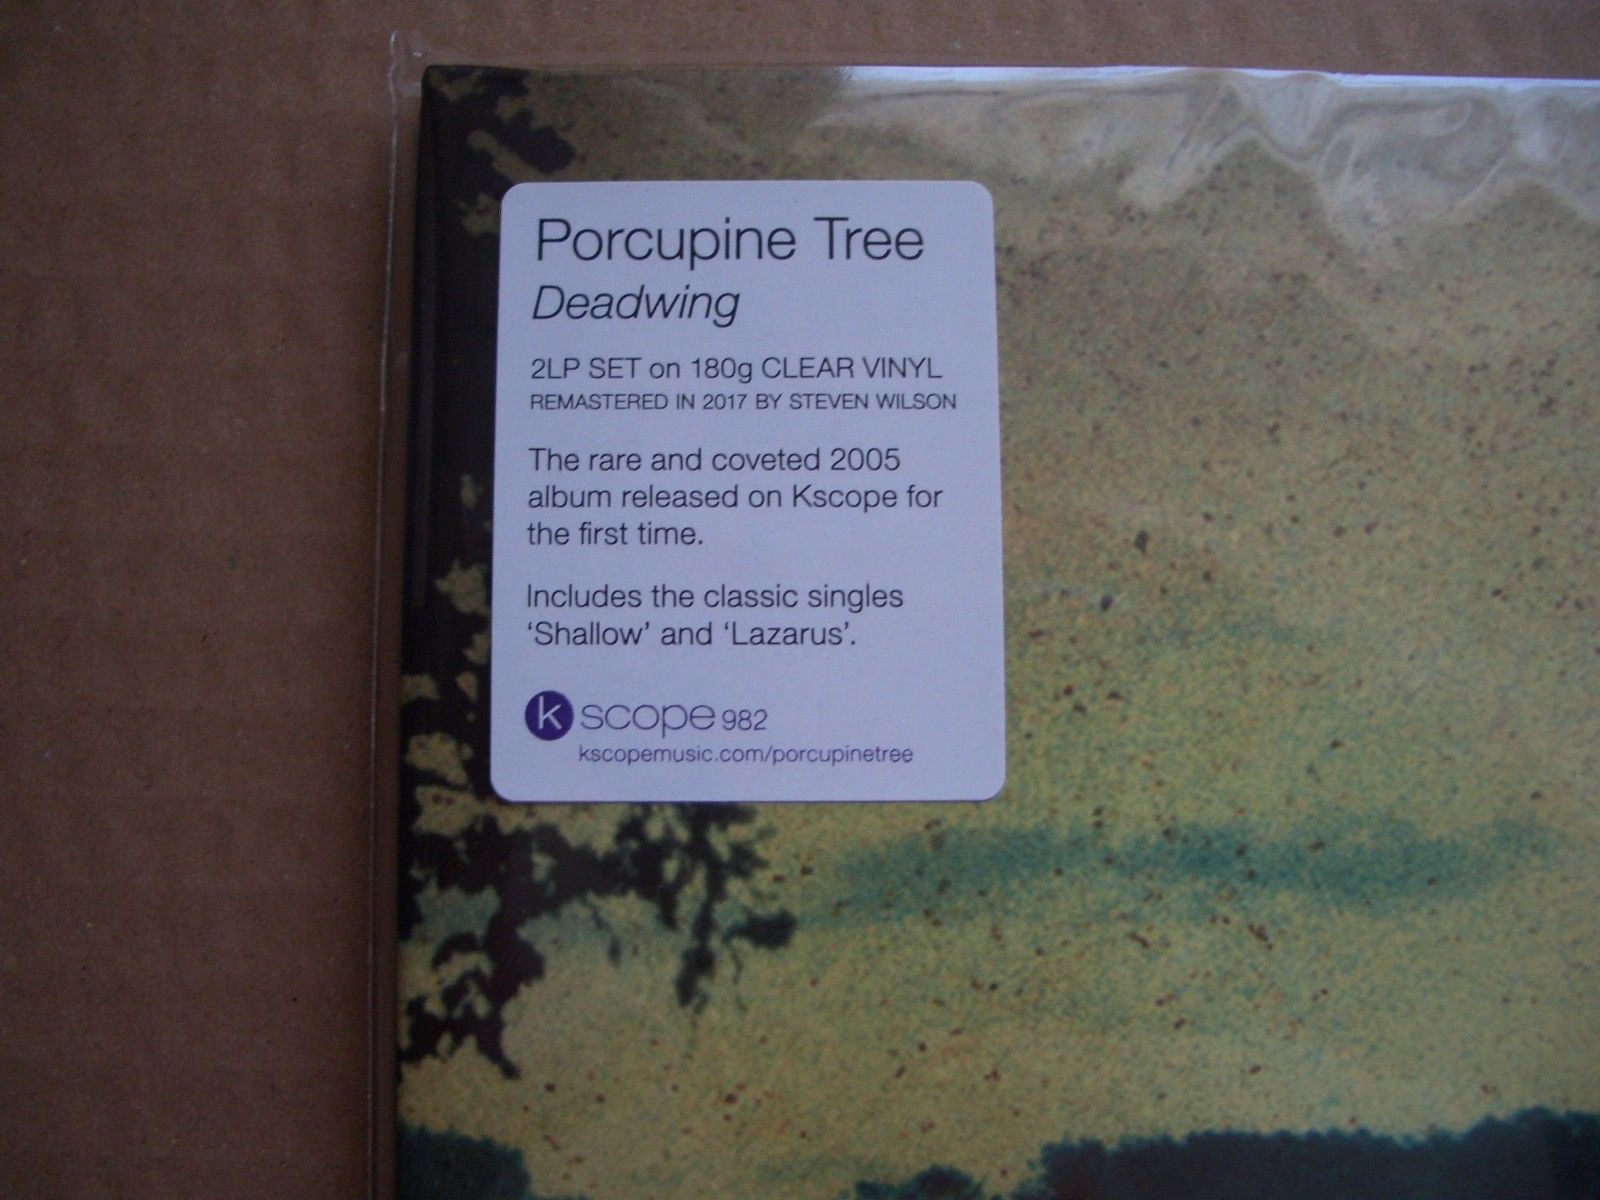 Porcupine Tree
Deadwing
2LP SET on 180g CLEAR VINYL
REMASTERED IN 2017 BY STEVEN WILSON
The rare and coveted 2005
album released on Kscope for
the first time.
Includes the classic singles
‘Shallow’ and ‘Lazarus’.
k scope 982
kscopemusic.com/porcupinetree